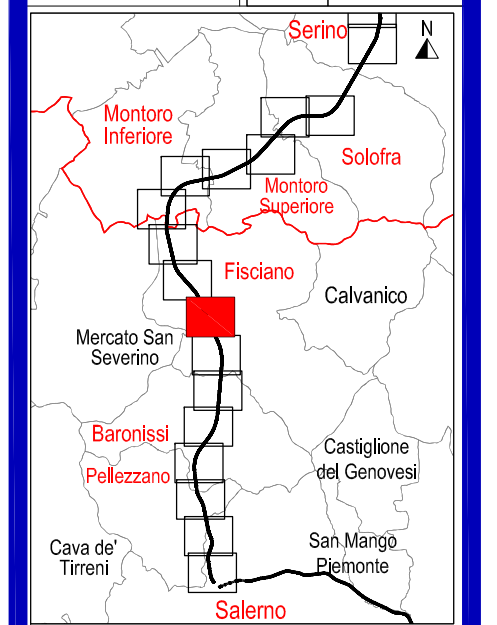 Serino
N
Montoro
Inferiore
Solofra
Montoro
Superiore
Fisciano
Calvanico
Mercato San
Severino
Baronissi
Castiglione
del Genovesi
Pellezzano
Cava de'
Tirreni
San Mango
Piemonte
Salerno